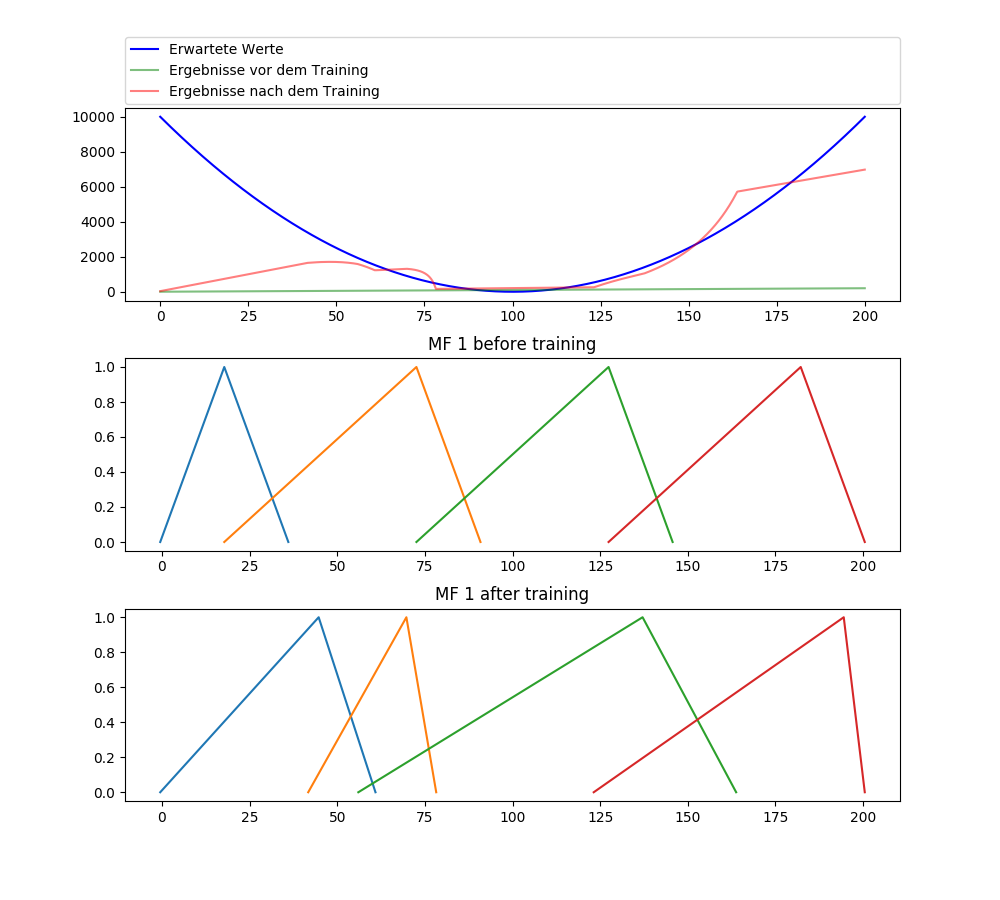 Erwartete Werte
Ergebnisse vor dem Training
Ergebnisse nach dem Training
10000
8000
6000
4000
2000
0
0 25 50 75 100 125 150 175 200
MF 1 before training
1.0
0.8
0.6
0.4
0.2
0.0
0 25 50 75 100 125 150 175 200
MF 1 after training
1.0
0.8
0.6
0.4
0.2
0.0
0 25 50 75 100 125 150 175 200